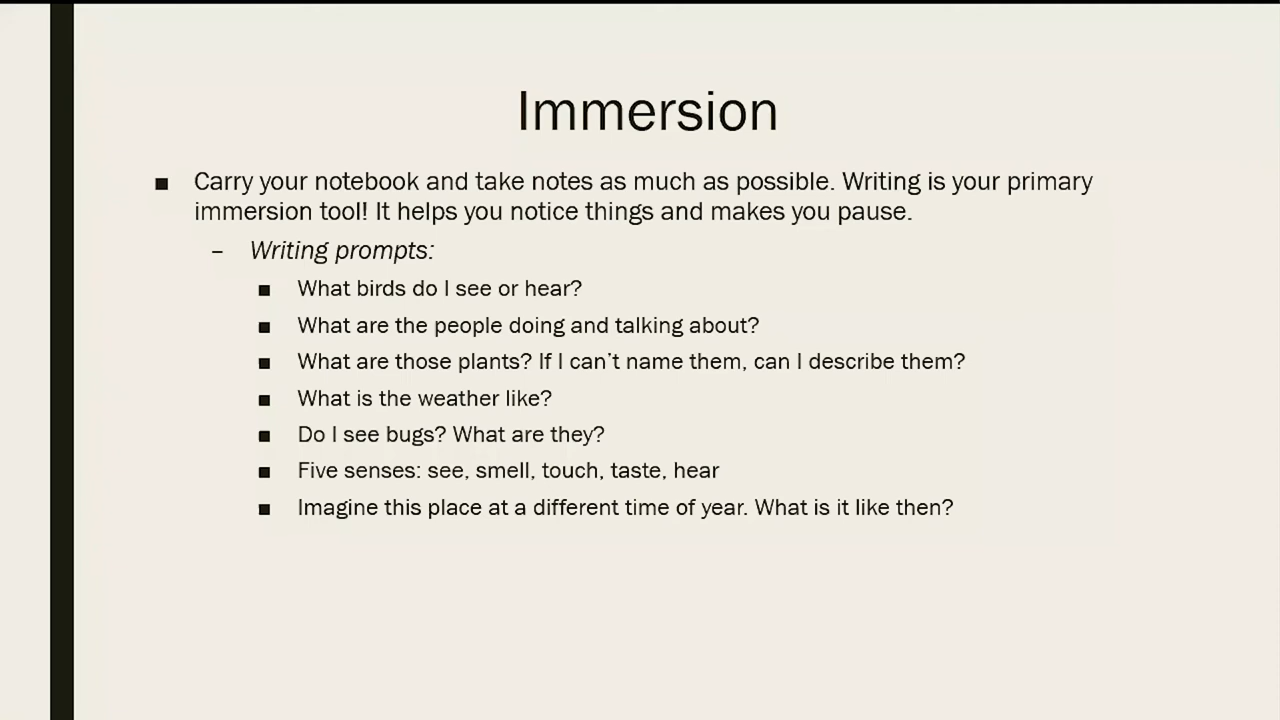 Immersion
■ Carry your notebook and take notes as much as possible. Writing is your primary
immersion tool! It helps you notice things and makes you pause.
– Writing prompts:
■ What birds do I see or hear?
■ What are the people doing and talking about?
■ What are those plants? If I can’t name them, can I describe them?
■ What is the weather like?
■ Do I see bugs? What are they?
■ Five senses: see, smell, touch, taste, hear
■ Imagine this place at a different time of year. What is it like then?